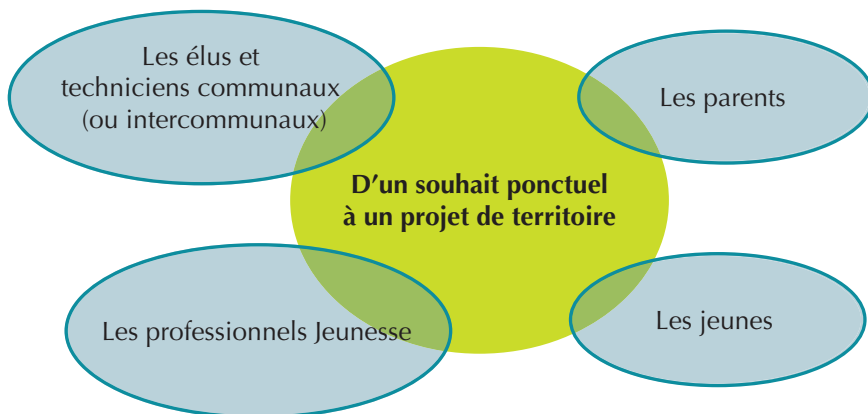 Les élus et
techniciens communaux
(ou intercommunaux)
Les parents
D'un souhait ponctuel
à un projet de territoire
Les professionnels Jeunesse
Les jeunes